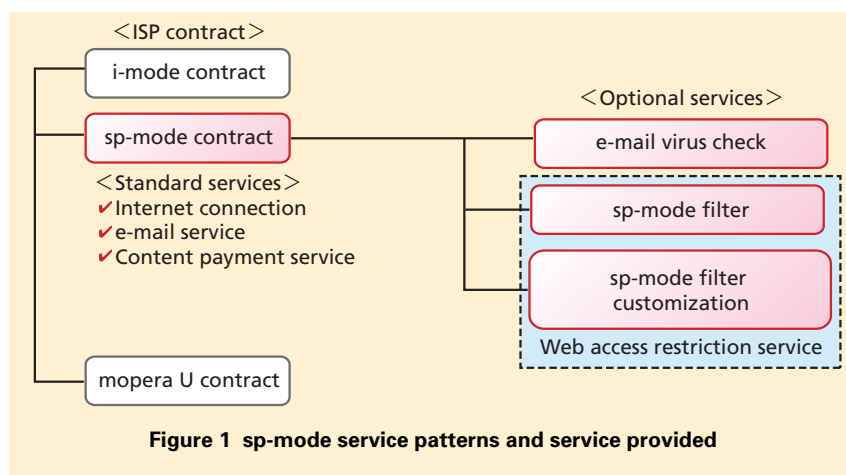 ＜ISP contract＞
i-mode contract
sp-mode contract
＜Standard services＞
✔Internet connection
✔e-mail service
✔Content payment service
mopera U contract
＜Optional services＞
e-mail virus check
sp-mode filter
sp-mode filter
customization
Web access restriction service
Figure 1 sp-mode service patterns and service provided